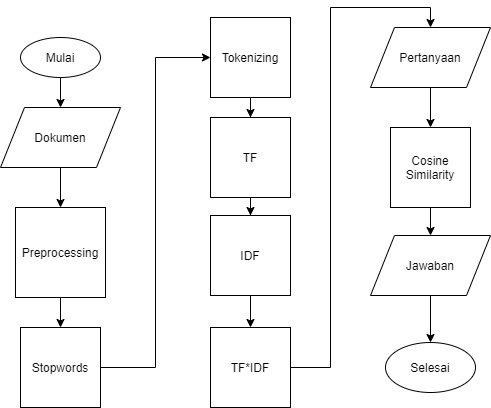 Mulai
Dokumen
Preprocessing
Stopwords
Tokenizing
TF
IDF
TF*IDF
Pertanyaan
Cosine
Similarity
Jawaban
Selesai